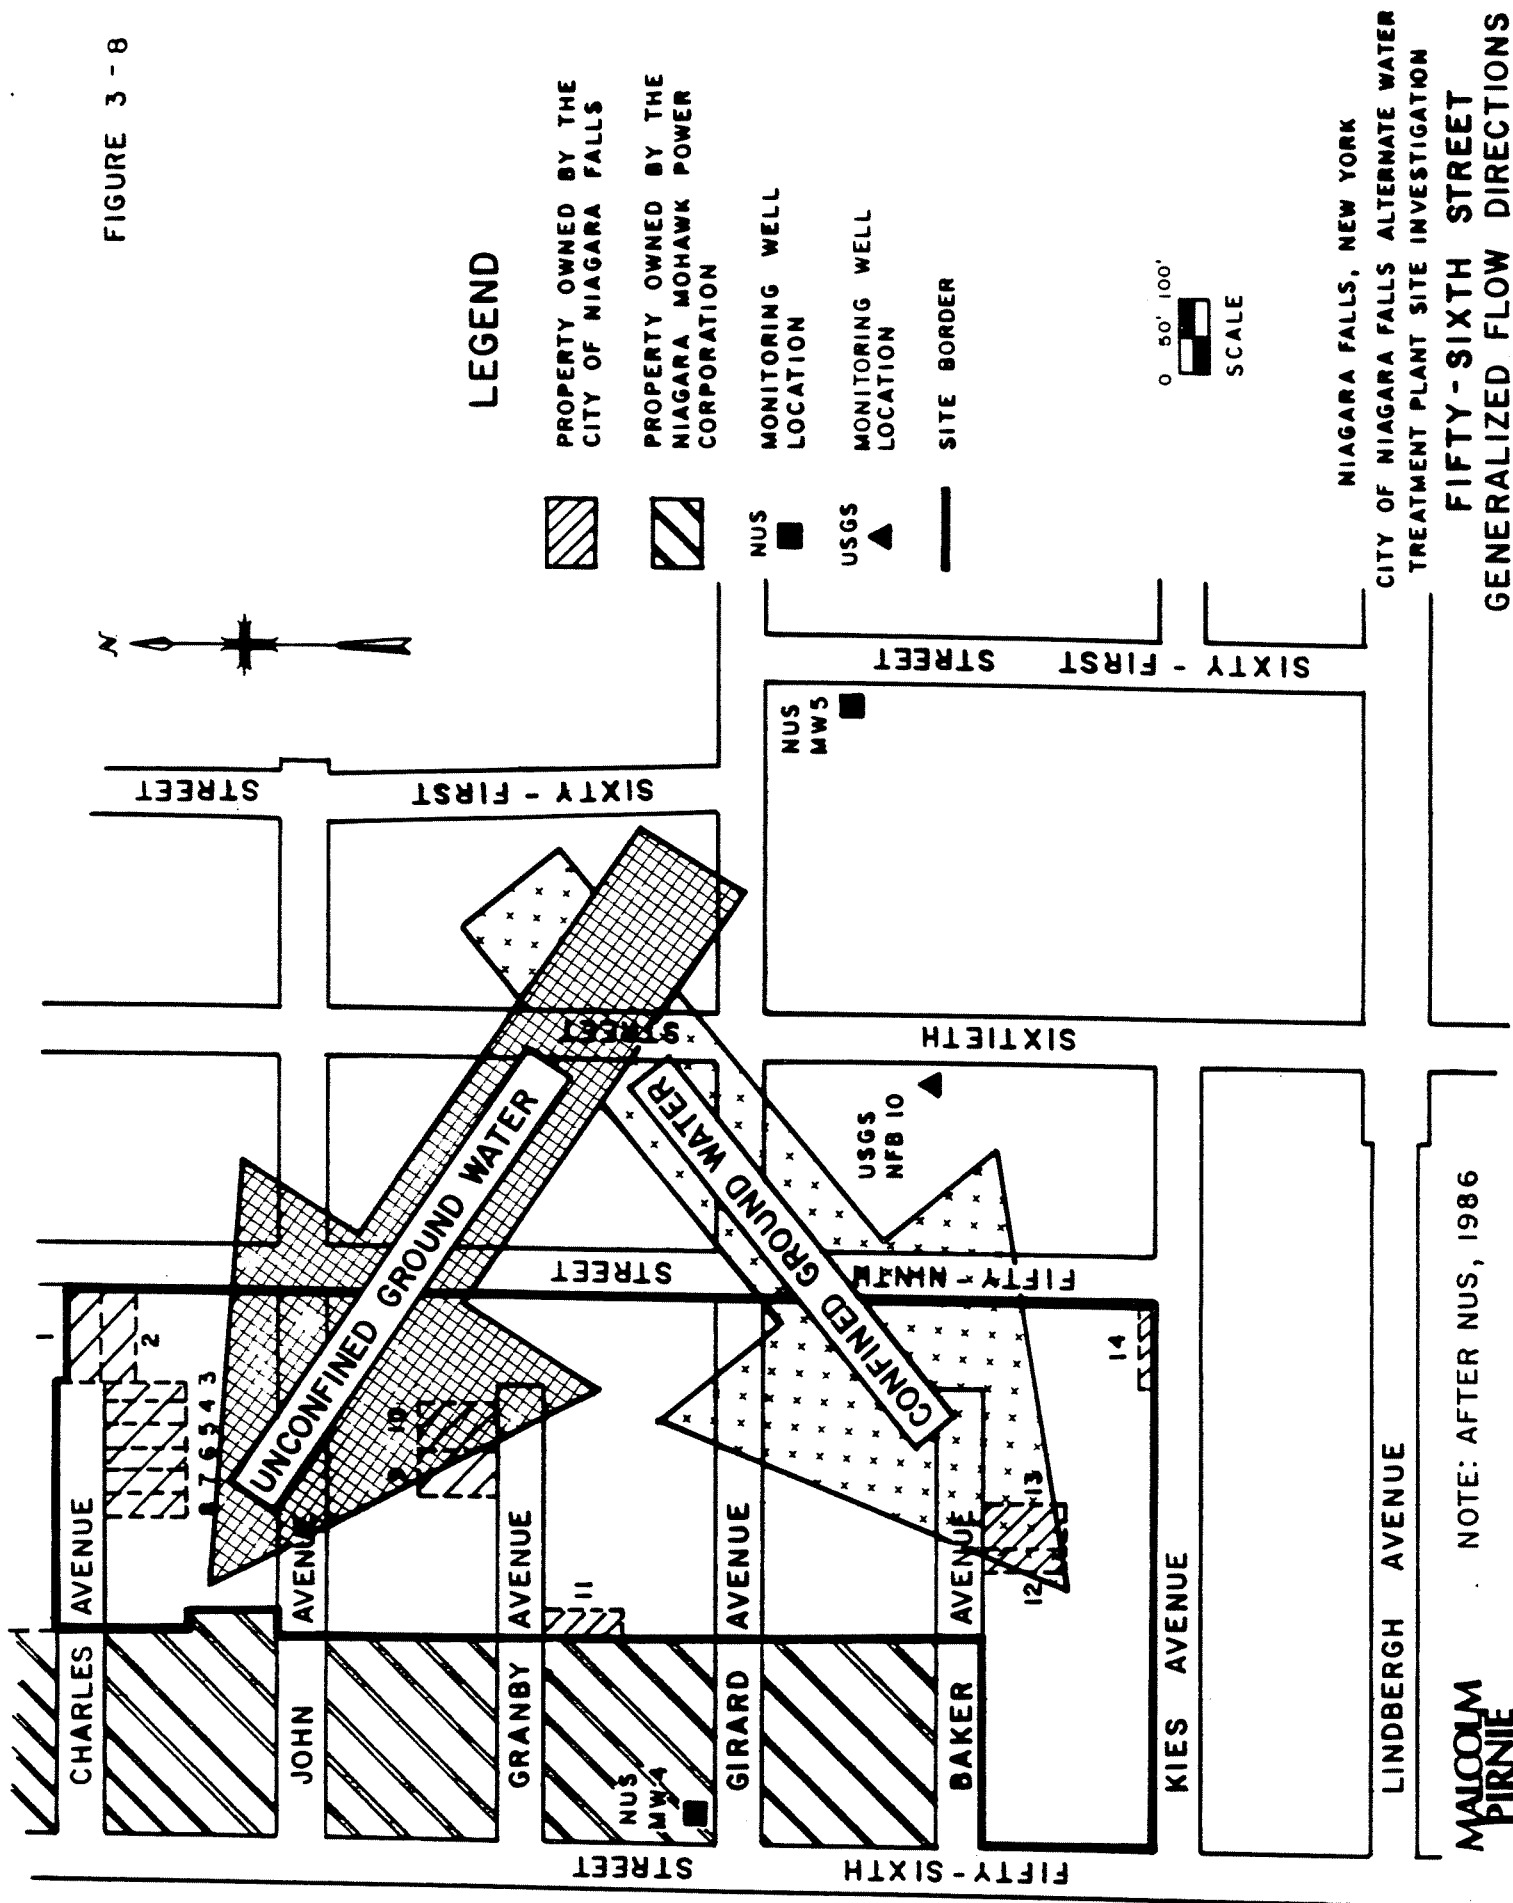 FIGURE 3-8
N
LEGEND
PROPERTY OWNED BY THE
CITY OF NIAGARA FALLS
PROPERTY OWNED BY THE
NIAGARA MOHAWK POWER
CORPORATION
NUS
MONITORING WELL
LOCATION
USGS
MONITORING WELL
LOCATION
SITE BORDER
0 50' 100'
SCALE
CHARLES AVENUE
JOHN AVENUE
GRANBY AVENUE
GIRARD AVENUE
BAKER AVENUE
KIES AVENUE
LINDBERGH AVENUE
FIFTY-SIXTH STREET
FIFTY-NINTH STREET
SIXTIETH STREET
SIXTY-FIRST STREET
SIXTY-FIRST STREET
UNCONFINED GROUND WATER
CONFINED GROUND WATER
1
2
8 7 6 5 4 3
9 10
11
12 13
14
NUS
MW4
NUS
MW5
USGS
NFB 10
MALCOLM
PIRNIE
NOTE: AFTER NUS, 1986
NIAGARA FALLS, NEW YORK
CITY OF NIAGARA FALLS ALTERNATE WATER
TREATMENT PLANT SITE INVESTIGATION
FIFTY-SIXTH STREET
GENERALIZED FLOW DIRECTIONS